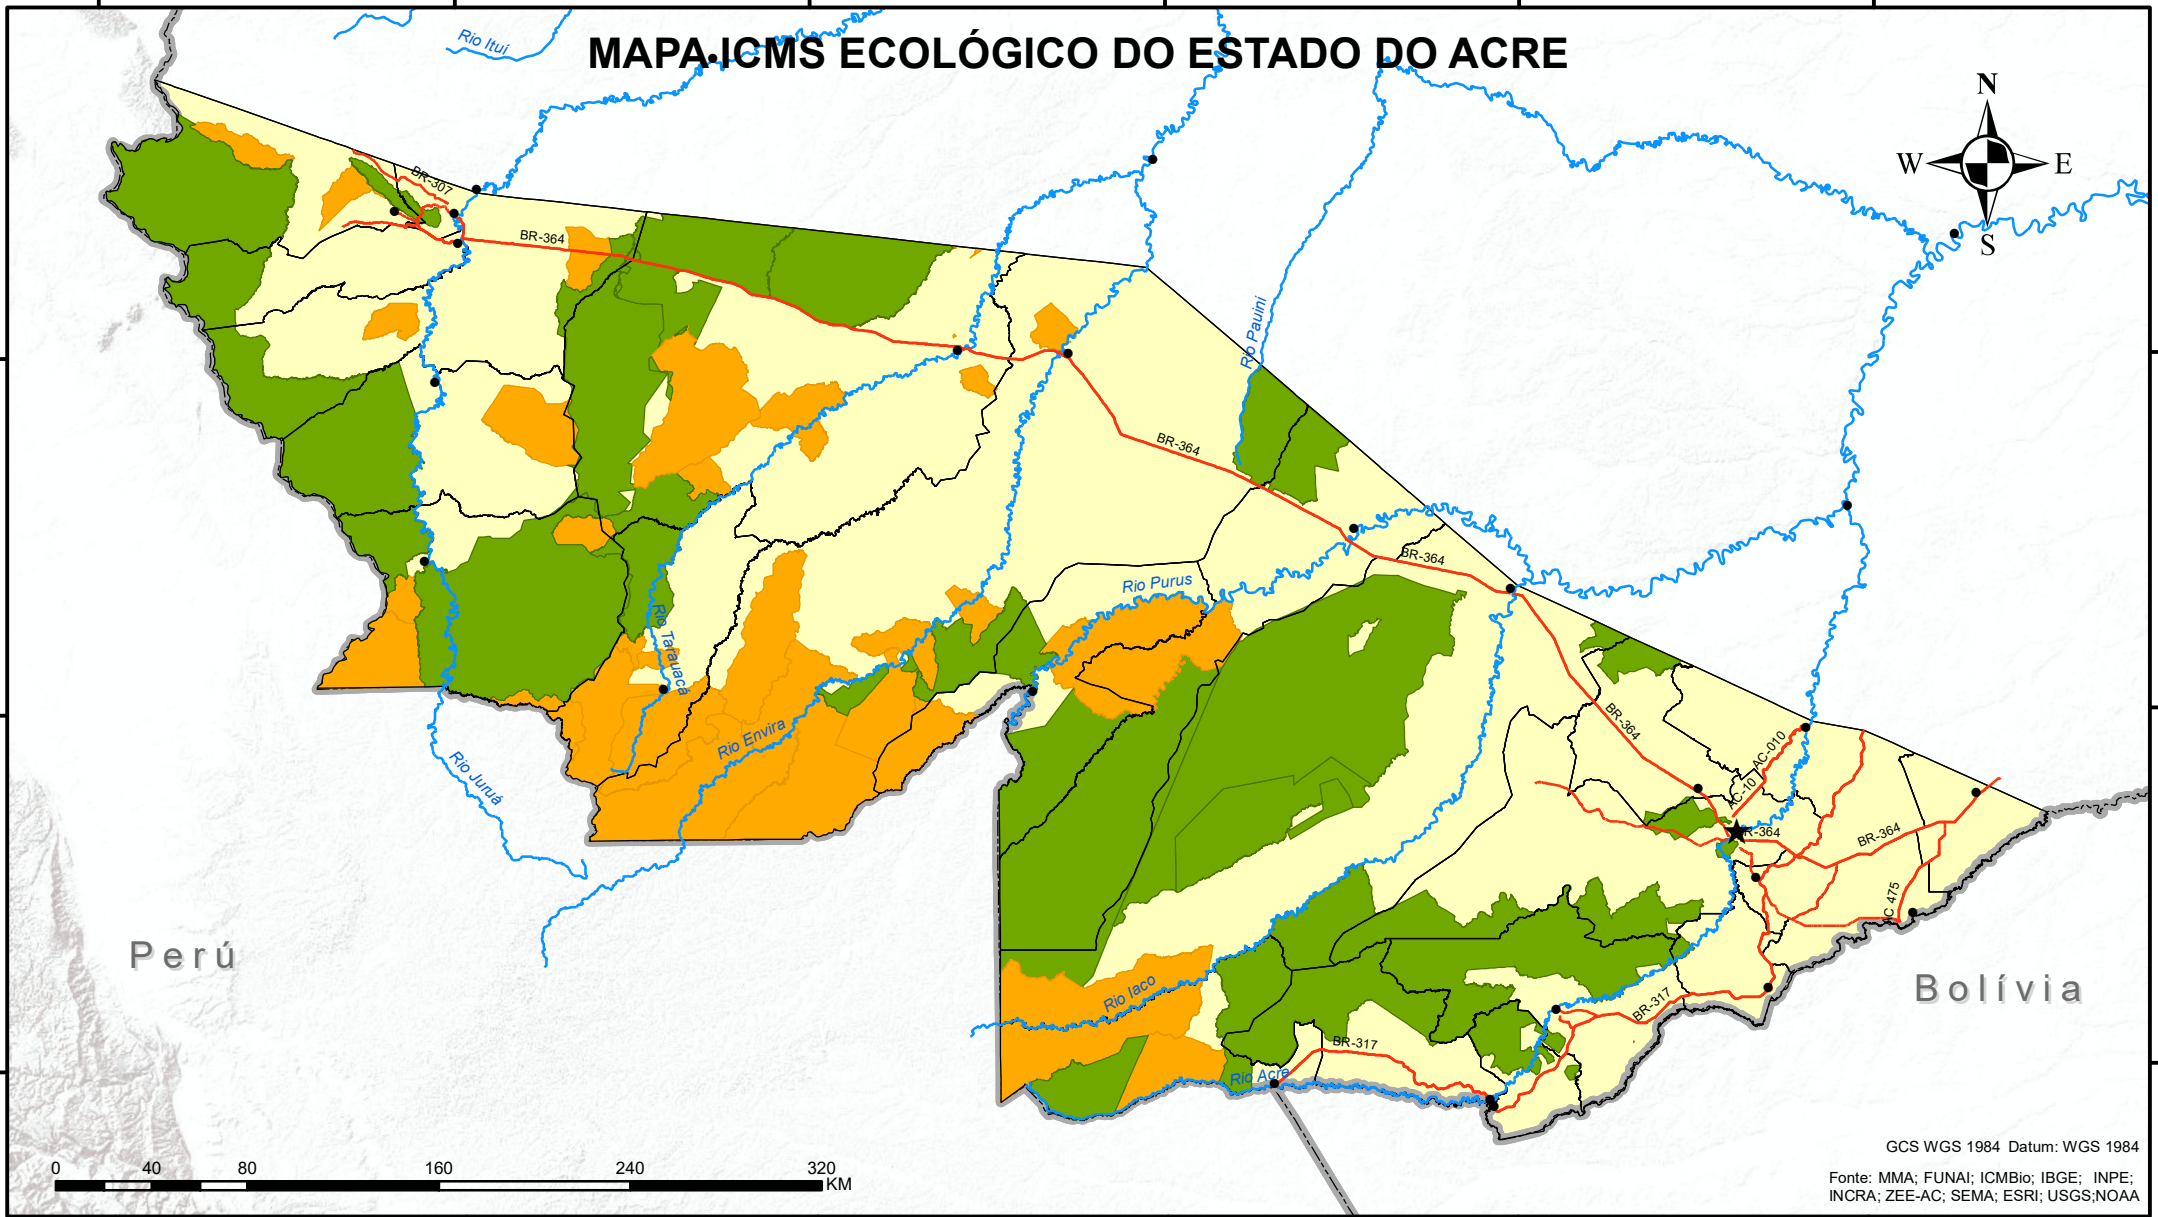 MAPA ICMS ECOLÓGICO DO ESTADO DO ACRE
Rio Ituí
N
W
E
S
BR-307
BR-364
Rio Pauini
BR-364
BR-364
Rio Purus
Rio Tarauacá
Rio Envira
Rio Juruá
BR-364
AC-010
AC-10
R-364
BR-364
AC 475
Perú
Bolívia
Rio Iaco
BR-317
BR-317
Rio Acre
0 40 80 160 240 320
KM
GCS WGS 1984 Datum: WGS 1984
Fonte: MMA; FUNAI; ICMBio; IBGE; INPE;
INCRA; ZEE-AC; SEMA; ESRI; USGS;NOAA